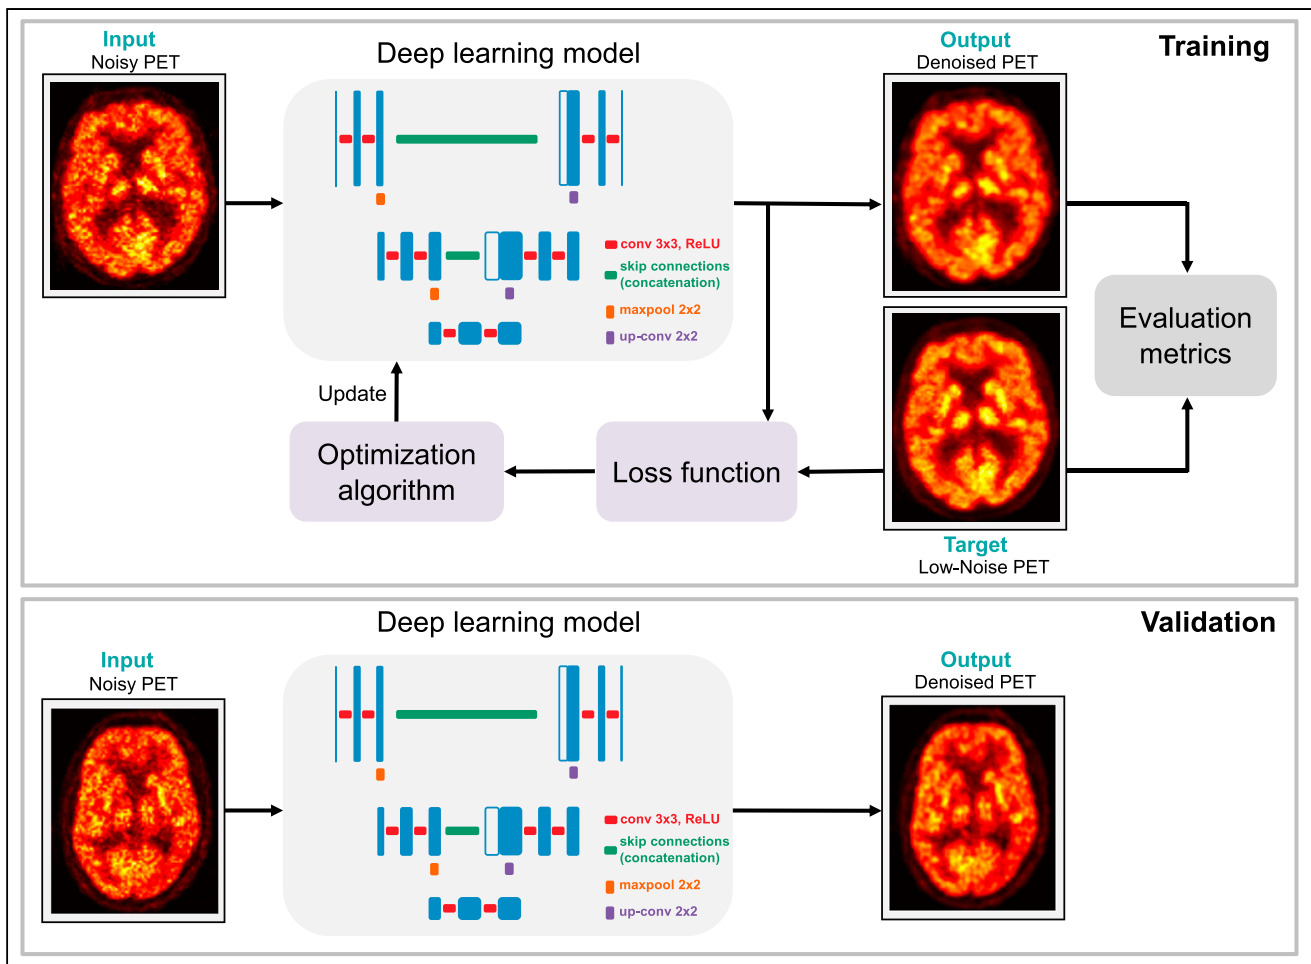 Training
Input
Noisy PET
Deep learning model
Output
Denoised PET
conv 3x3, ReLU
skip connections
(concatenation)
maxpool 2x2
up-conv 2x2
Evaluation
metrics
Update
Optimization
algorithm
Loss function
Target
Low-Noise PET
Validation
Deep learning model
Input
Noisy PET
Output
Denoised PET
conv 3x3, ReLU
skip connections
(concatenation)
maxpool 2x2
up-conv 2x2